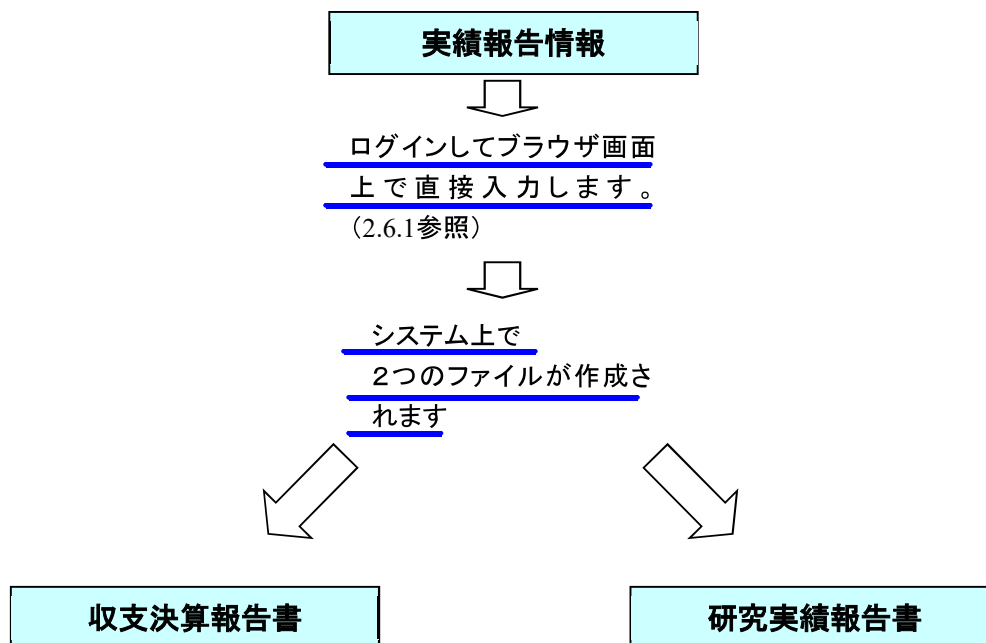 実績報告情報
ログインしてブラウザ画面
上で直接入力します。
（2.6.1参照）
システム上で
２つのファイルが作成さ
れます
収支決算報告書
研究実績報告書